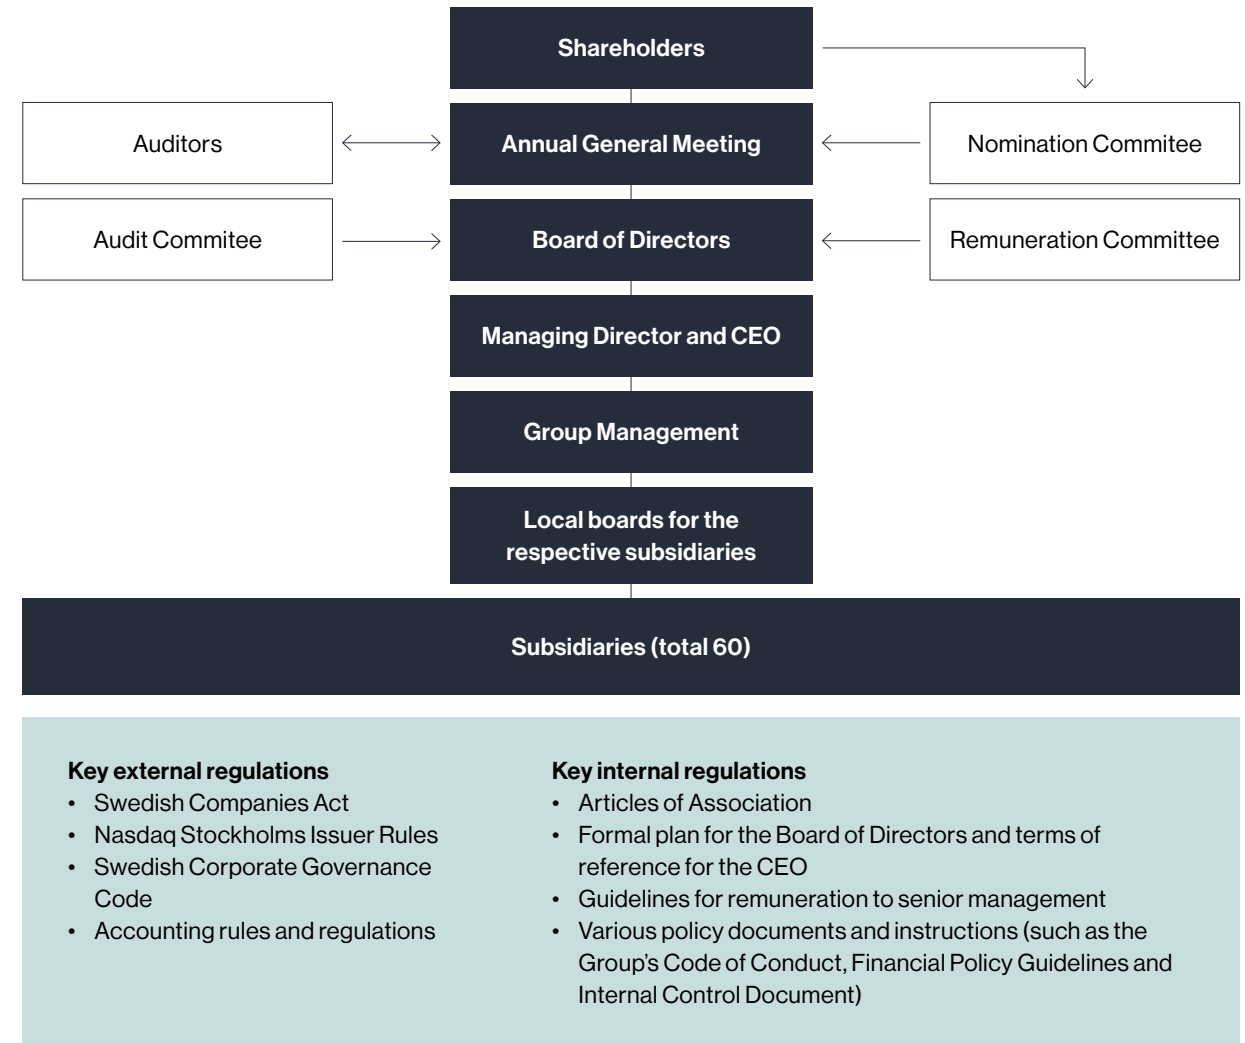 Shareholders
Auditors
Annual General Meeting
Nomination Commitee
Audit Commitee
Board of Directors
Remuneration Committee
Managing Director and CEO
Group Management
Local boards for the
respective subsidiaries
Subsidiaries (total 60)
Key external regulations
• Swedish Companies Act
• Nasdaq Stockholms Issuer Rules
• Swedish Corporate Governance
Code
• Accounting rules and regulations
Key internal regulations
• Articles of Association
• Formal plan for the Board of Directors and terms of
reference for the CEO
• Guidelines for remuneration to senior management
• Various policy documents and instructions (such as the
Group’s Code of Conduct, Financial Policy Guidelines and
Internal Control Document)